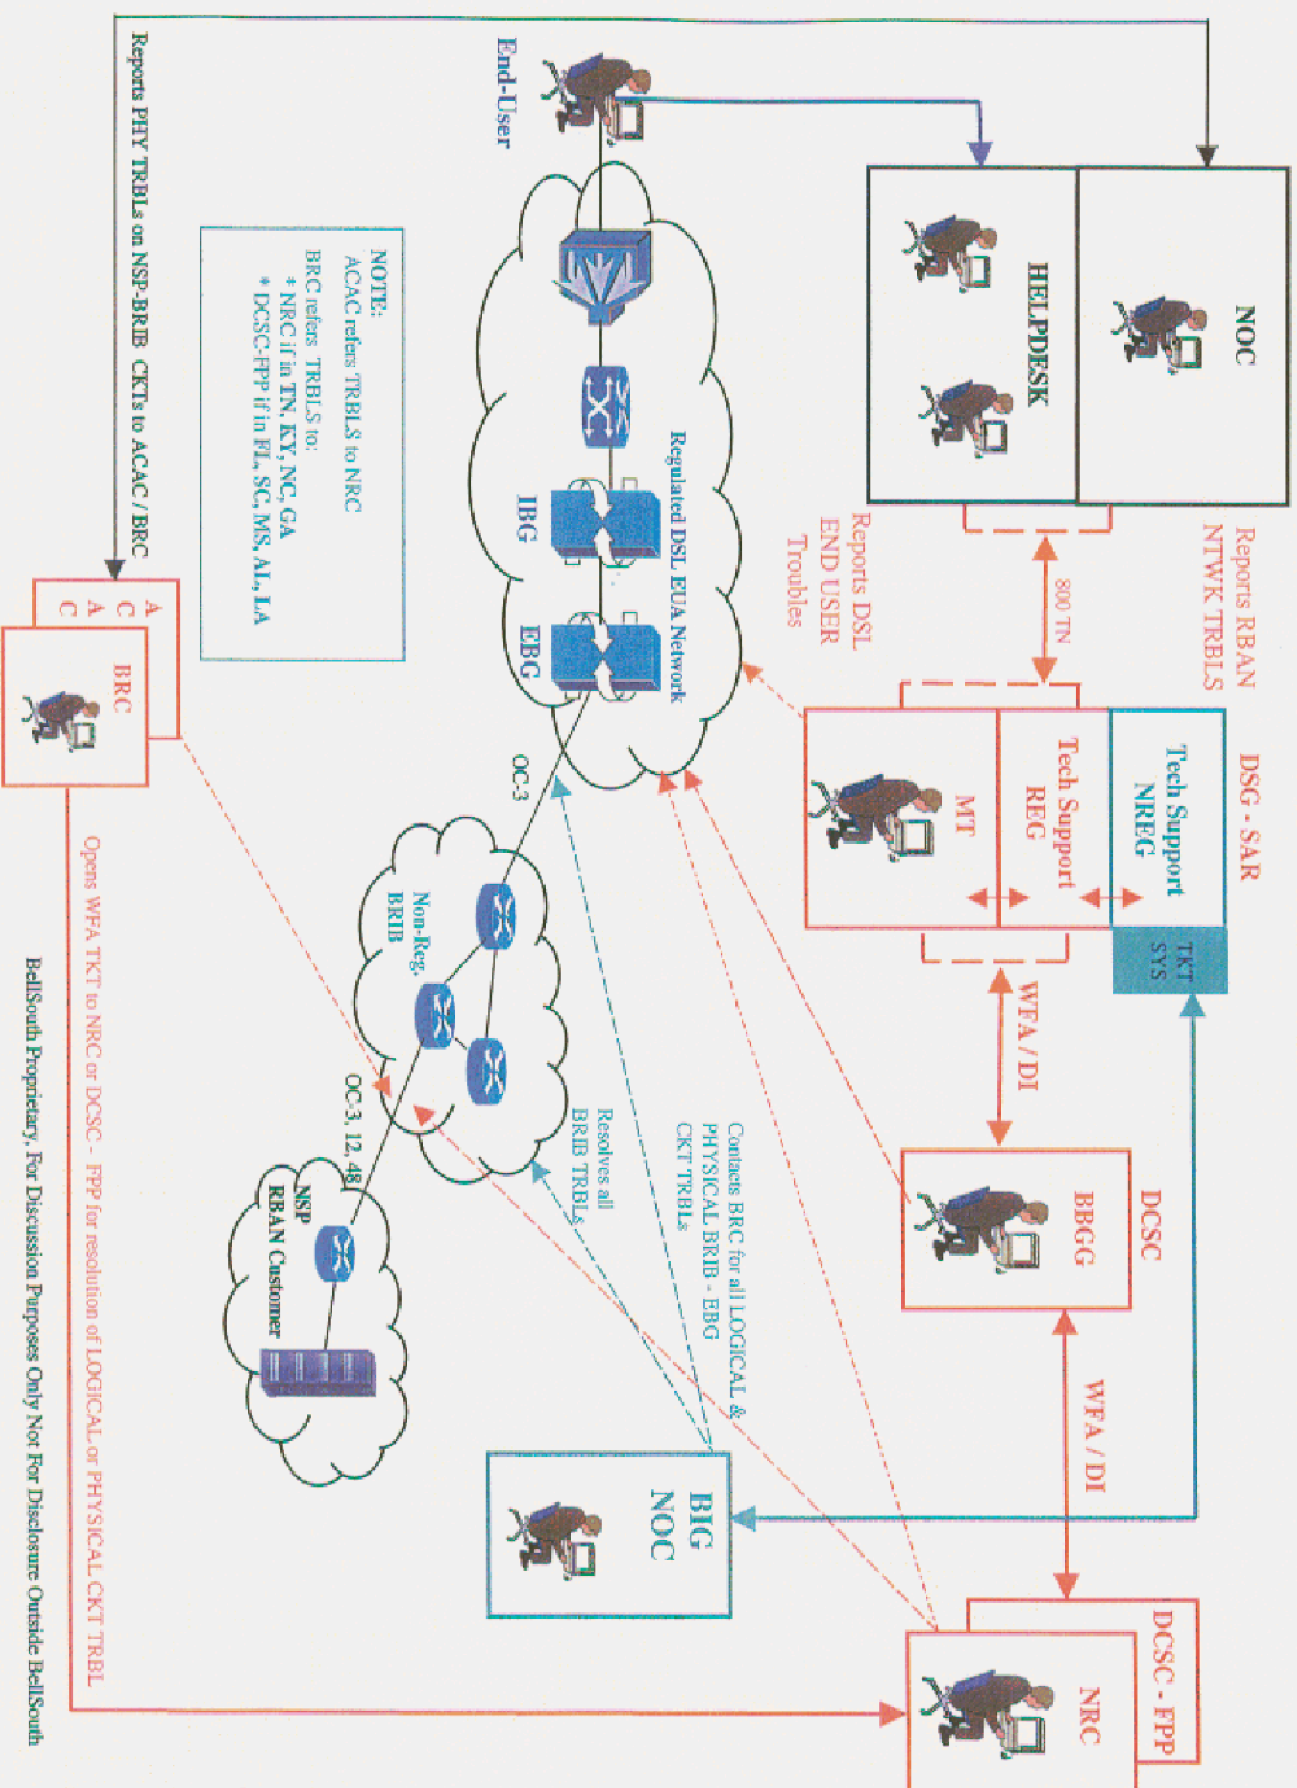 NOC
HELPDESK
End-User
Reports RBAN
NTWK TRBLS
800 TN
Reports DSL
END USER
Troubles
DSG - SAR
Tech Support
NREG
TKT
SYS
Tech Support
REG
MT
WFA / DI
DCSC
BBGG
WFA / DI
DCSC - FPP
NRC
Regulated DSL EUA Network
IBG
EBG
OC-3
Non-Reg.
BRIB
OC-3, 12, 48
NSP
RBAN Customer
Contacts BRC for all LOGICAL &
PHYSICAL BRIB - EBG
CKT TRBLs
Resolves all
BRIB TRBLs
BIG
NOC
NOTE:
ACAC refers TRBLS to NRC
BRC refers TRBLS to:
* NRC if in TN, KY, NC, GA
* DCSC-FPP if in FL, SC, MS, AL, LA
Reports PHY TRBLs on NSP-BRIB CKTs to ACAC / BRC
A
C
A
C
BRC
Opens WFA TKT to NRC or DCSC - FPP for resolution of LOGICAL or PHYSICAL CKT TRBL
BellSouth Proprietary, For Discussion Purposes Only Not For Disclosure Outside BellSouth